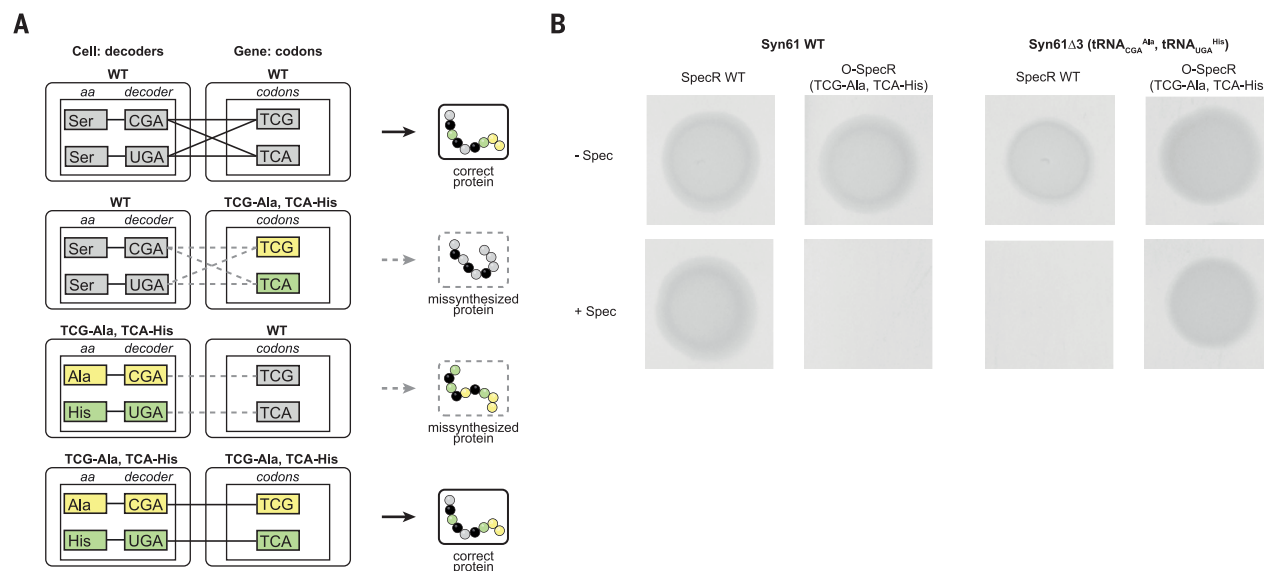 A
Cell: decoders
Gene: codons
WT
WT
aa decoder
codons
Ser CGA TCG
Ser UGA TCA
correct
protein
WT
TCG-Ala, TCA-His
aa decoder
codons
Ser CGA TCG
Ser UGA TCA
missynthesized
protein
TCG-Ala, TCA-His
WT
aa decoder
codons
Ala CGA TCG
His UGA TCA
missynthesized
protein
TCG-Ala, TCA-His
TCG-Ala, TCA-His
aa decoder
codons
Ala CGA TCG
His UGA TCA
correct
protein
B
Syn61 WT
Syn61Δ3 (tRNACGAAla, tRNAUGAHis)
SpecR WT
O-SpecR
(TCG-Ala, TCA-His)
SpecR WT
O-SpecR
(TCG-Ala, TCA-His
- Spec
+ Spec